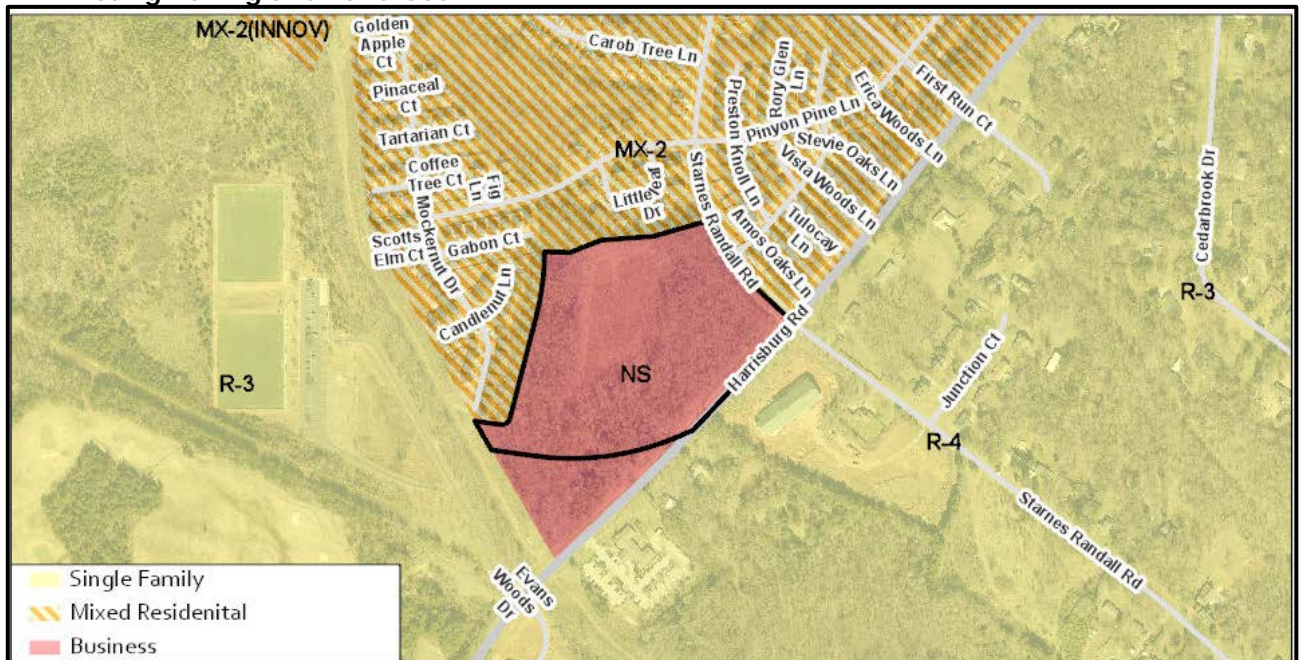 MX-2(INNOV)
Golden
Apple
Ct
Pinaceal
Ct
Tartarian Ct
Coffee
Tree Ct
Fig
Ln
Mockernut Dr
Scotts
Elm Ct
Gabon Ct
Candlenut Ln
Carob Tree Ln
MX-2
Little
Dr
Preston Knoll Ln
Rory Glen
Ln
Pinyon Pine Ln
Erica Woods Ln
First Run Ct
Stevie Oaks Ln
Vista Woods Ln
Tulocay
Ln
Amos Oaks Ln
Starnes Randall Rd
Harrisburg Rd
NS
R-3
Cedarbrook Dr
R-3
Junction Ct
R-4
Starnes Randall Rd
Evans
Woods
Dr
Single Family
Mixed Residenital
Business